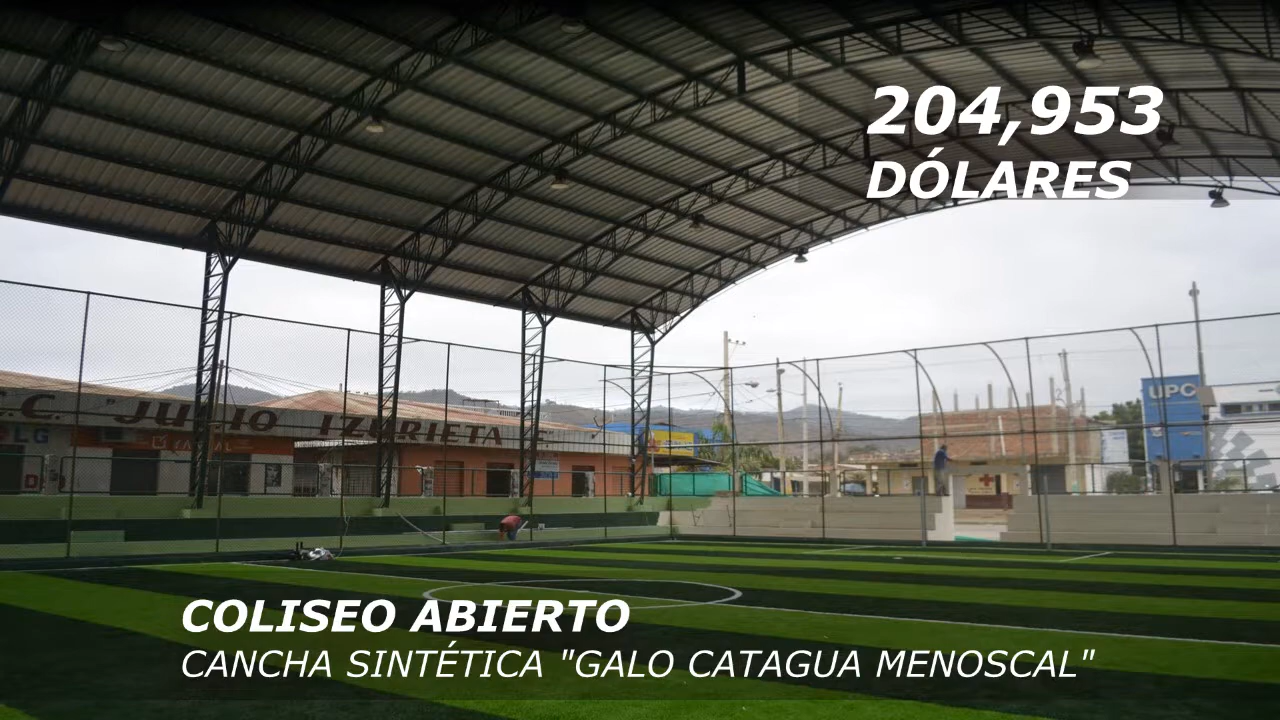 204,953
DÓLARES
C.C. "JULIO IZURIETA
UPC
COLISEO ABIERTO
CANCHA SINTÉTICA "GALO CATAGUA MENOSCAL"